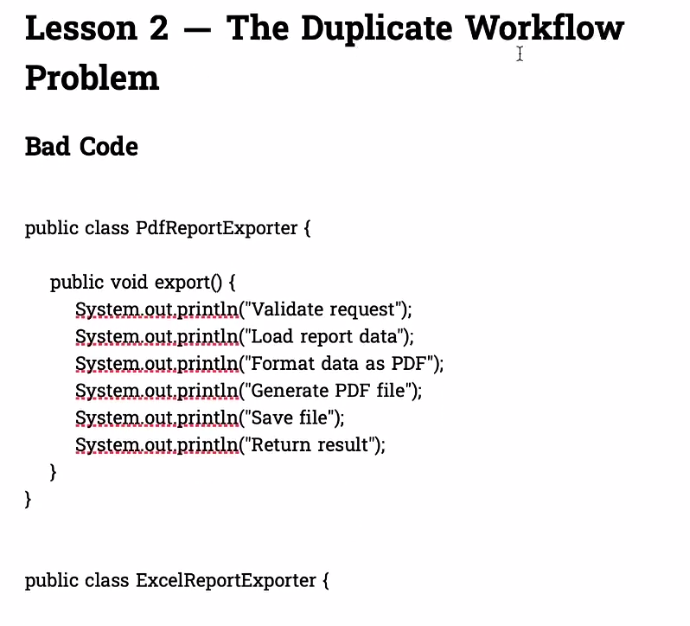 Lesson 2 — The Duplicate Workflow
Problem
Bad Code
public class PdfReportExporter {
public void export() {
System.out.println("Validate request");
System.out.println("Load report data");
System.out.println("Format data as PDF");
System.out.println("Generate PDF file");
System.out.println("Save file");
System.out.println("Return result");
}
}
public class ExcelReportExporter {